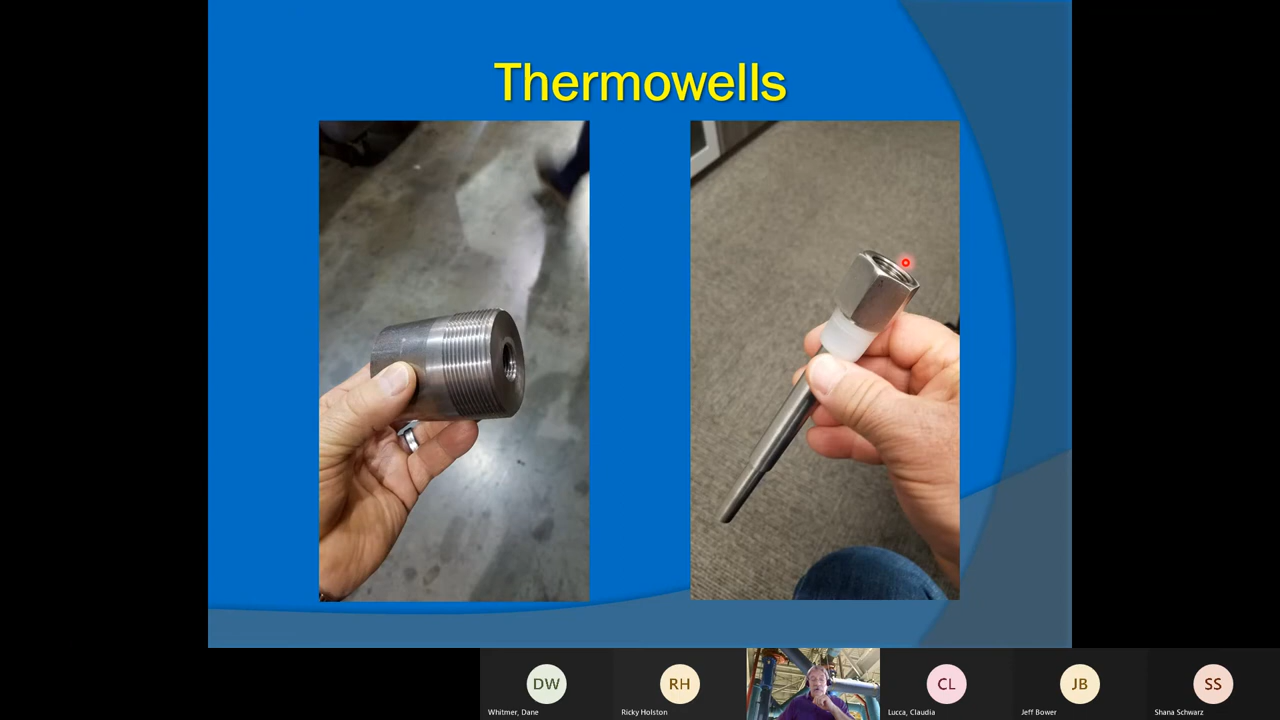 Thermowells
DW
RH
CL
JB
SS
Whitmer, Dane
Ricky Holston
Lucca, Claudia
Jeff Bower
Shana Schwarz